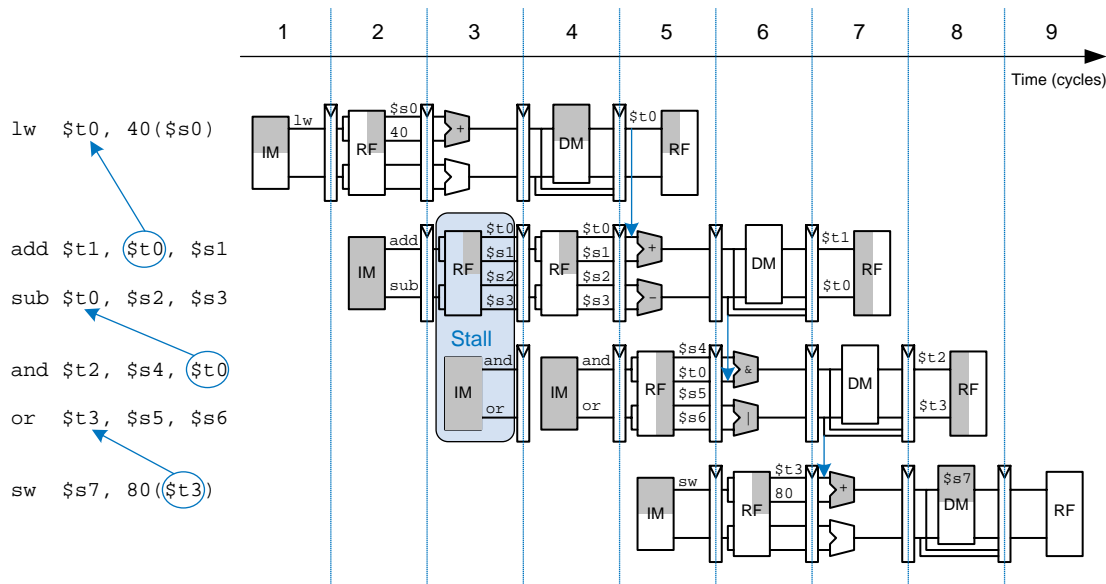 1 2 3 4 5 6 7 8 9
Time (cycles)
lw $t0, 40($s0)
IM lw RF $s0 40 + DM $t0 RF
add $t1, $t0, $s1
sub $t0, $s2, $s3
IM add sub RF $t0 $s1 $s2 $s3 RF $t0 $s1 $s2 $s3 + - DM $t1 $t0 RF
Stall
and $t2, $s4, $t0
or $t3, $s5, $s6
IM and or IM and or RF $s4 $t0 $s5 $s6 & | DM $t2 $t3 RF
sw $s7, 80($t3)
IM sw RF $t3 80 + $s7 DM RF